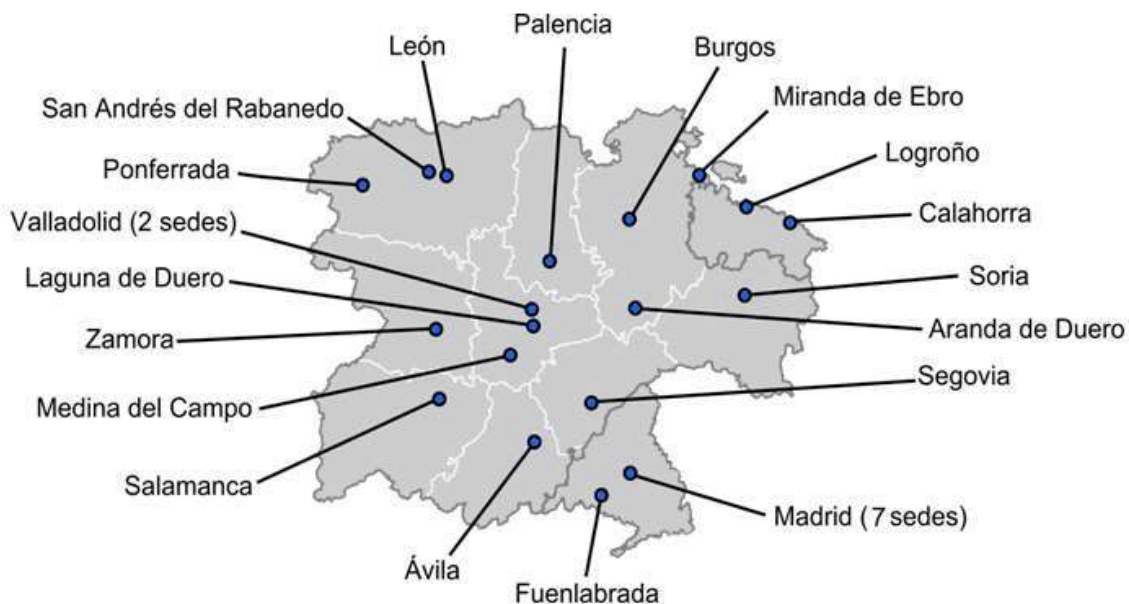 Palencia
León
Burgos
San Andrés del Rabanedo
Miranda de Ebro
Ponferrada
Logroño
Valladolid (2 sedes)
Calahorra
Laguna de Duero
Soria
Zamora
Aranda de Duero
Segovia
Medina del Campo
Salamanca
Madrid (7 sedes)
Ávila
Fuenlabrada